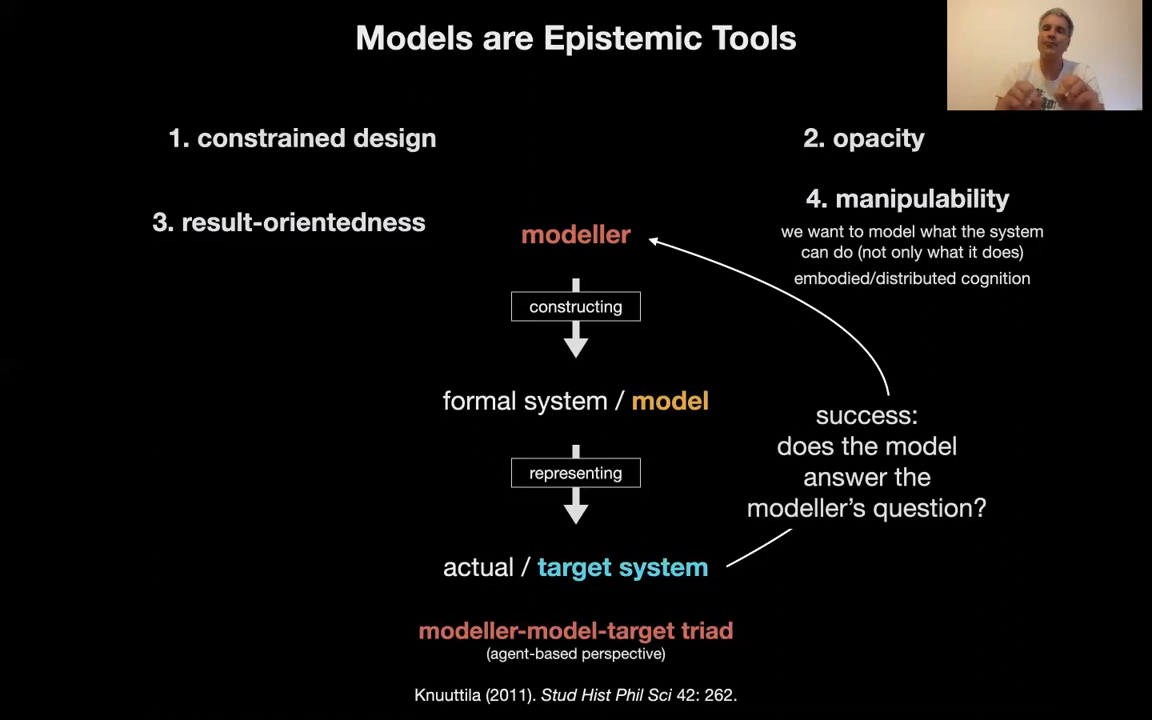 Models are Epistemic Tools
1. constrained design
2. opacity
3. result-orientedness
4. manipulability
we want to model what the system
can do (not only what it does)
embodied/distributed cognition
modeller
constructing
formal system / model
representing
actual / target system
success:
does the model
answer the
modeller's question?
modeller-model-target triad
(agent-based perspective)
Knuuttila (2011). Stud Hist Phil Sci 42: 262.